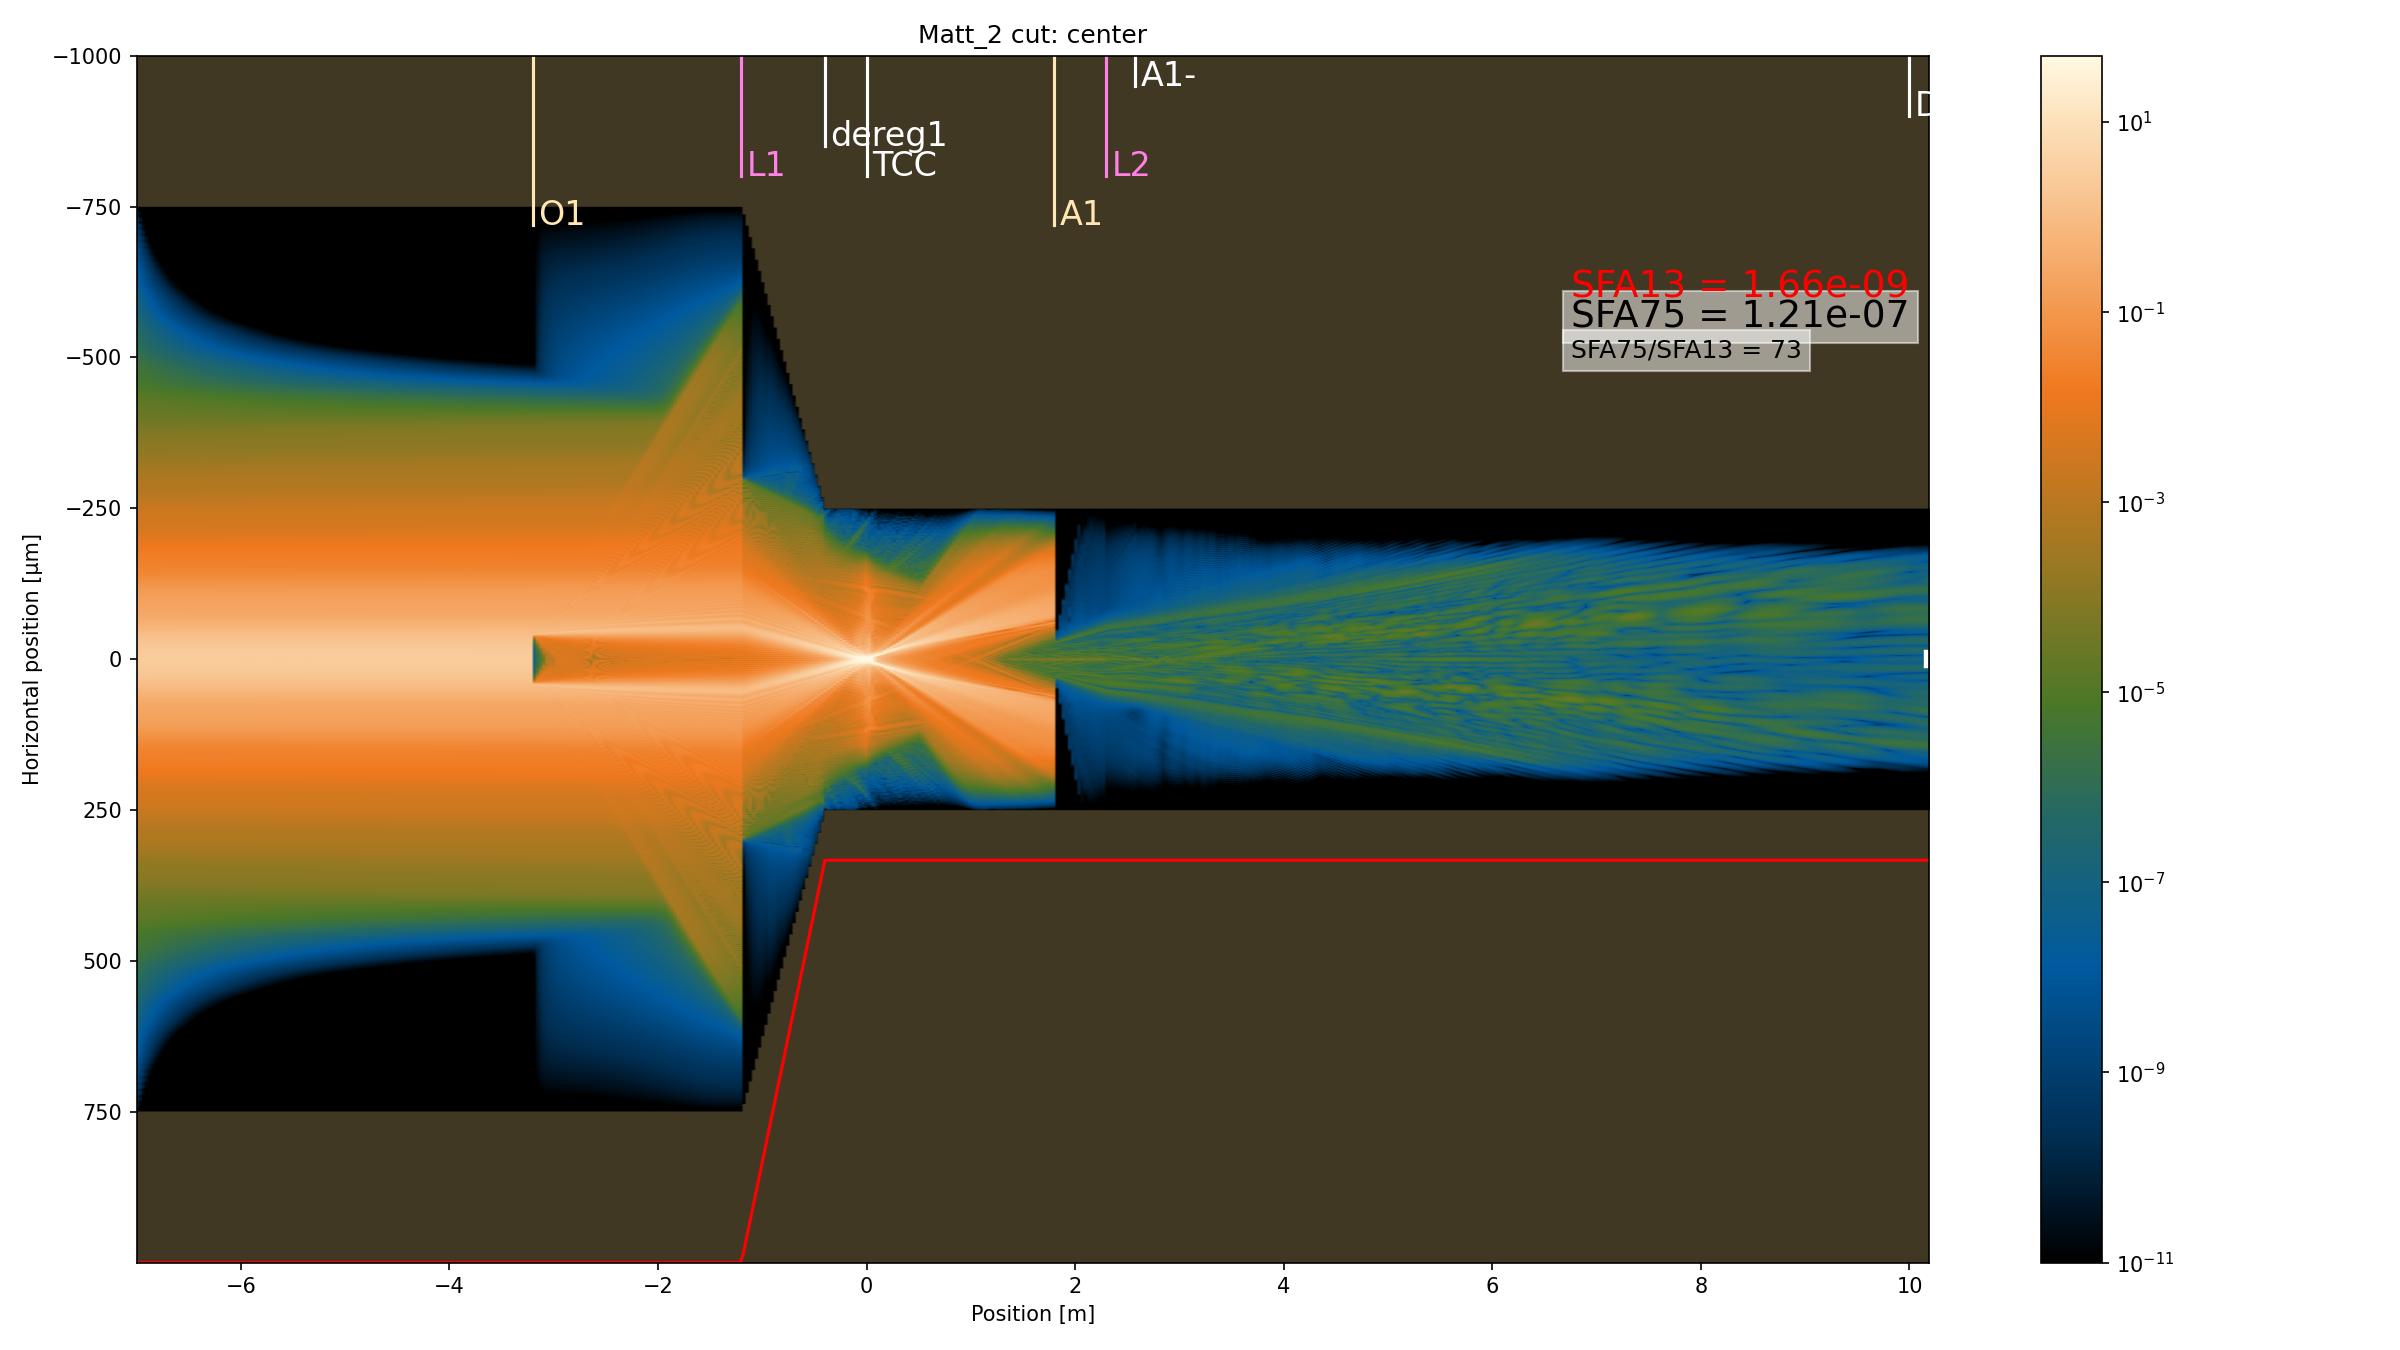 Matt_2 cut: center
−1000
−750
−500
−250
0
250
500
750
Horizontal position [μm]
A1-
D
dereg1
L1
TCC
L2
O1
A1
SFA13 = 1.66e-09
SFA75 = 1.21e-07
SFA75/SFA13 = 73
−6
−4
−2
0
2
4
6
8
10
Position [m]
10¹
10⁻¹
10⁻³
10⁻⁵
10⁻⁷
10⁻⁹
10⁻¹¹